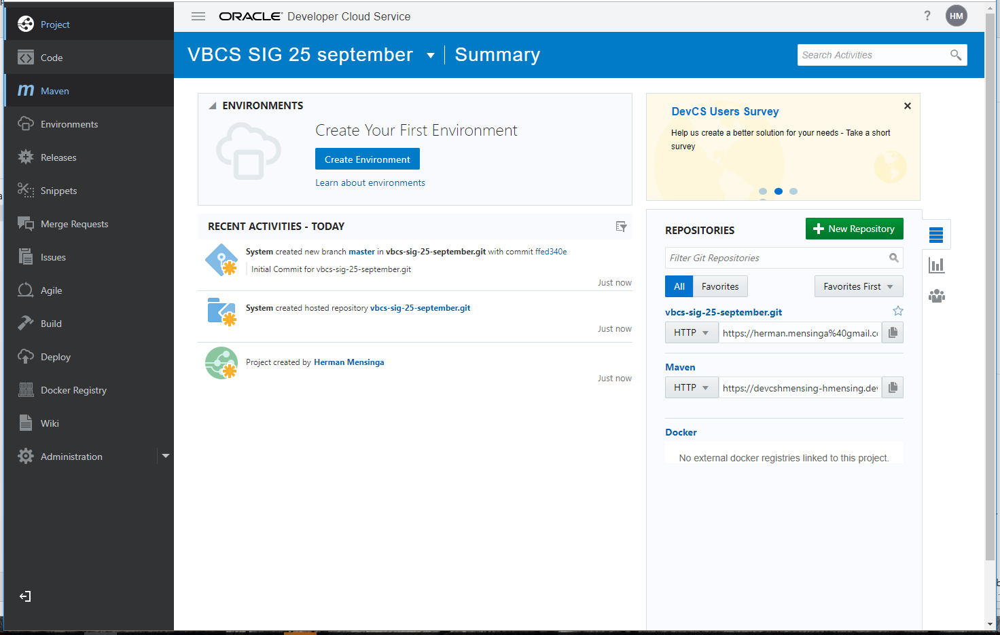 Project
Code
m Maven
Environments
Releases
Snippets
Merge Requests
Issues
Agile
Build
Deploy
Docker Registry
Wiki
Administration
ORACLE® Developer Cloud Service
? HM
VBCS SIG 25 september | Summary
Search Activities
ENVIRONMENTS
Create Your First Environment
Create Environment
Learn about environments
DevCS Users Survey
Help us create a better solution for your needs - Take a short
survey
RECENT ACTIVITIES - TODAY
System created new branch master in vbcs-sig-25-september.git with commit ffed340e
Initial Commit for vbcs-sig-25-september.git
Just now
System created hosted repository vbcs-sig-25-september.git
Just now
Project created by Herman Mensinga
Just now
REPOSITORIES
New Repository
Filter Git Repositories
All Favorites
Favorites First
vbcs-sig-25-september.git
HTTP https://herman.mensinga%40gmail.c
Maven
HTTP https://devcshmensing-hmensing.de
Docker
No external docker registries linked to this project.